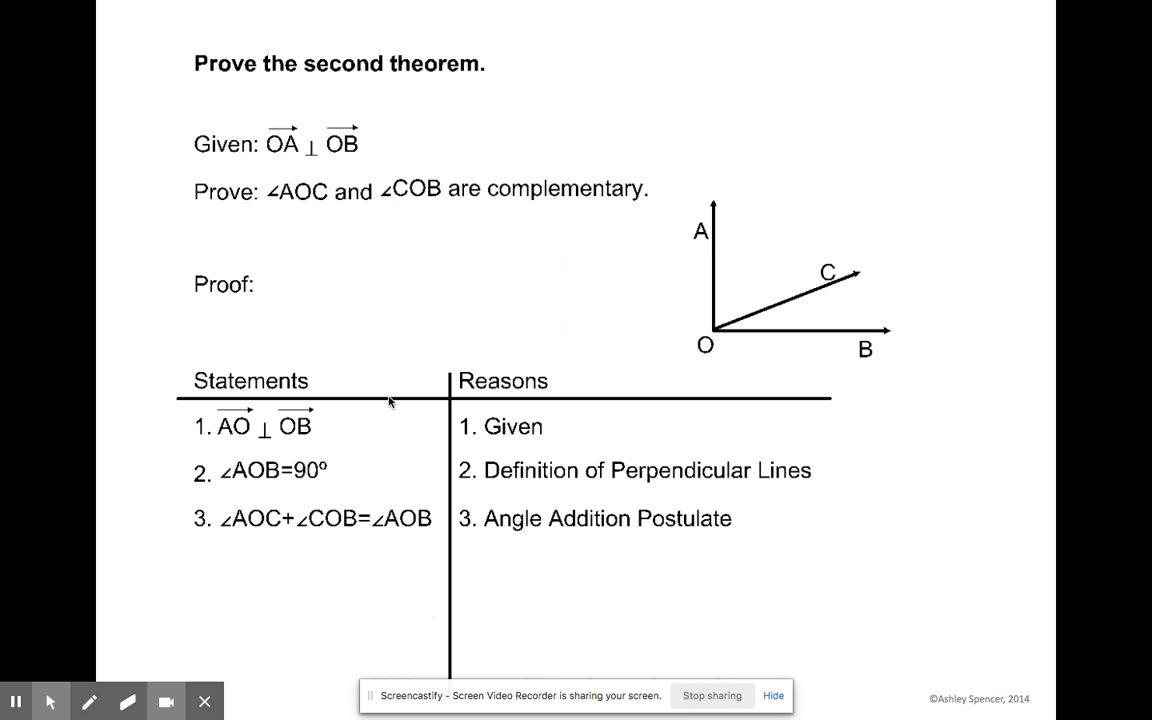 Prove the second theorem.
Given: OA ⊥ OB
Prove: ∠AOC and ∠COB are complementary.
A
C
O
B
Proof:
Statements Reasons
1. AO ⊥ OB 1. Given
2. ∠AOB=90º 2. Definition of Perpendicular Lines
3. ∠AOC+∠COB=∠AOB 3. Angle Addition Postulate
Screencastify - Screen Video Recorder is sharing your screen. Stop sharing Hide
©Ashley Spencer, 2014